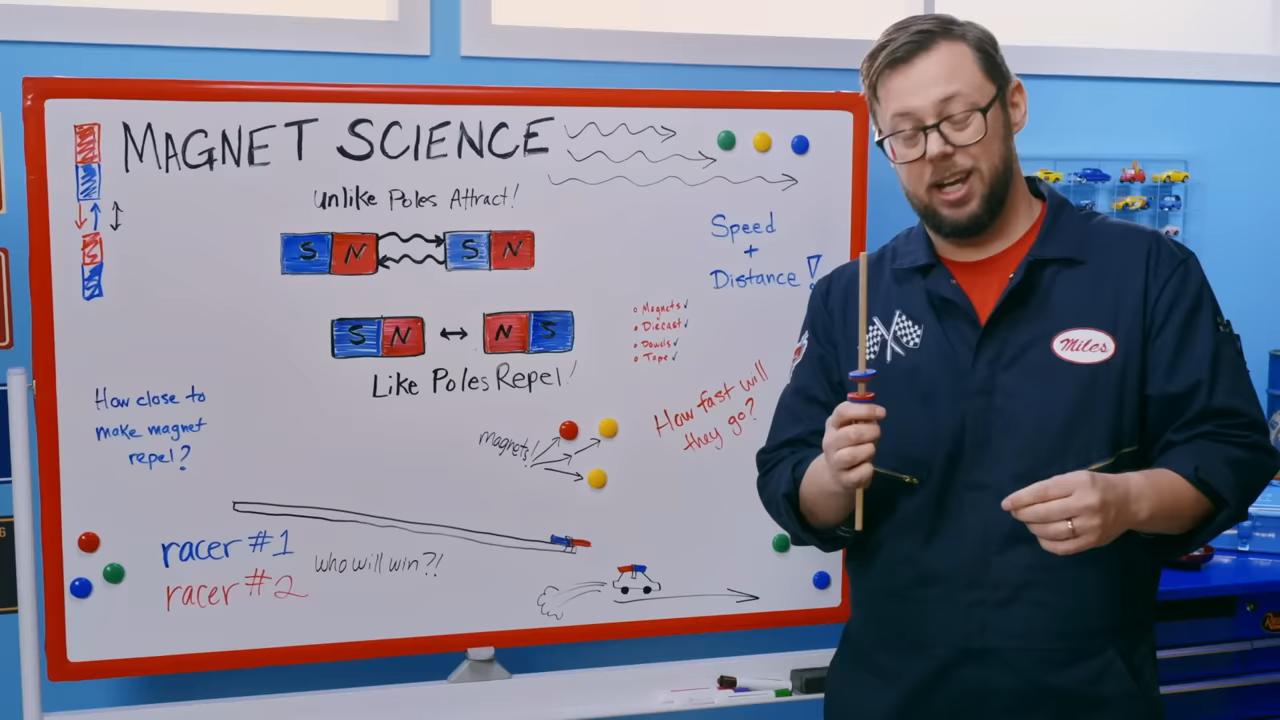 MAGNET SCIENCE
Unlike Poles Attract!
S N
S N
S N
N S
Like Poles Repel!
Speed
+
Distance!
Magnets ✓
Diecast ✓
Dowels ✓
Tape ✓
How close to
make magnet
repel?
How fast will
they go?
magnets!
racer #1
racer #2
who will win?!
Miles